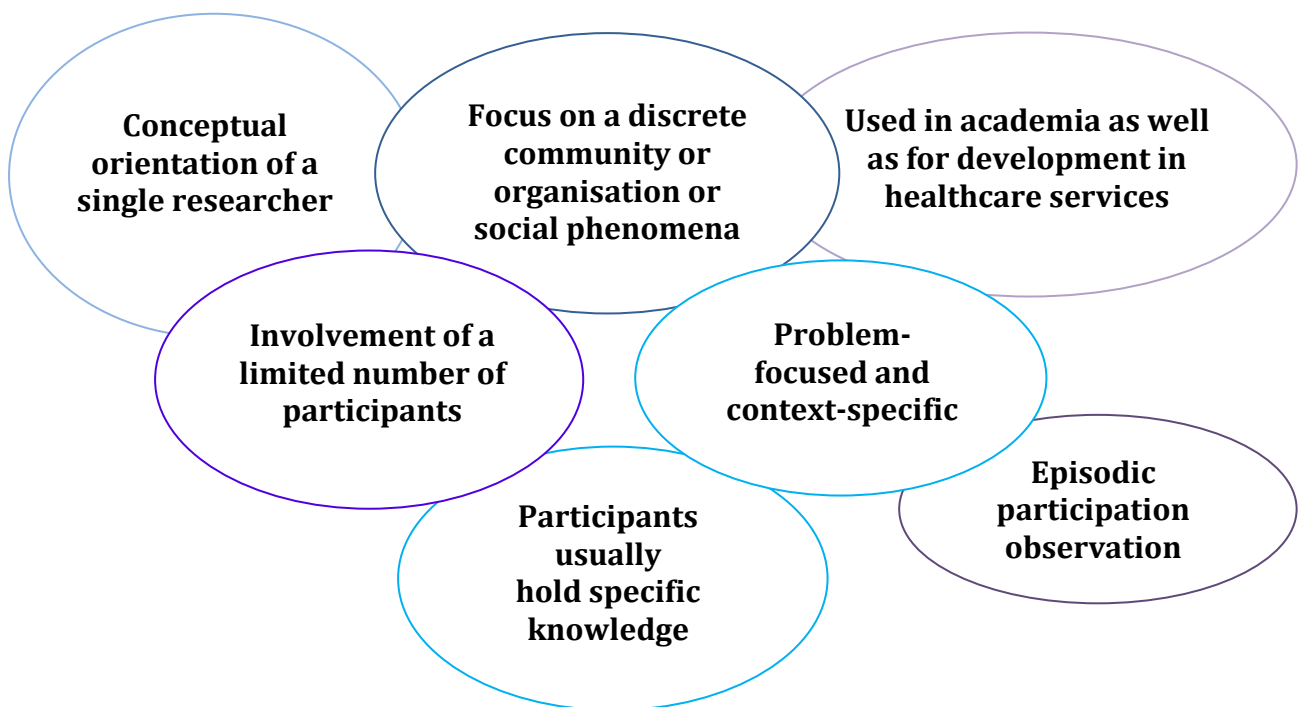 Conceptual
orientation of a
single researcher
Focus on a discrete
community or
organisation or
social phenomena
Used in academia as well
as for development in
healthcare services
Involvement of a
limited number of
participants
Problem-
focused and
context-specific
Participants
usually
hold specific
knowledge
Episodic
participation
observation